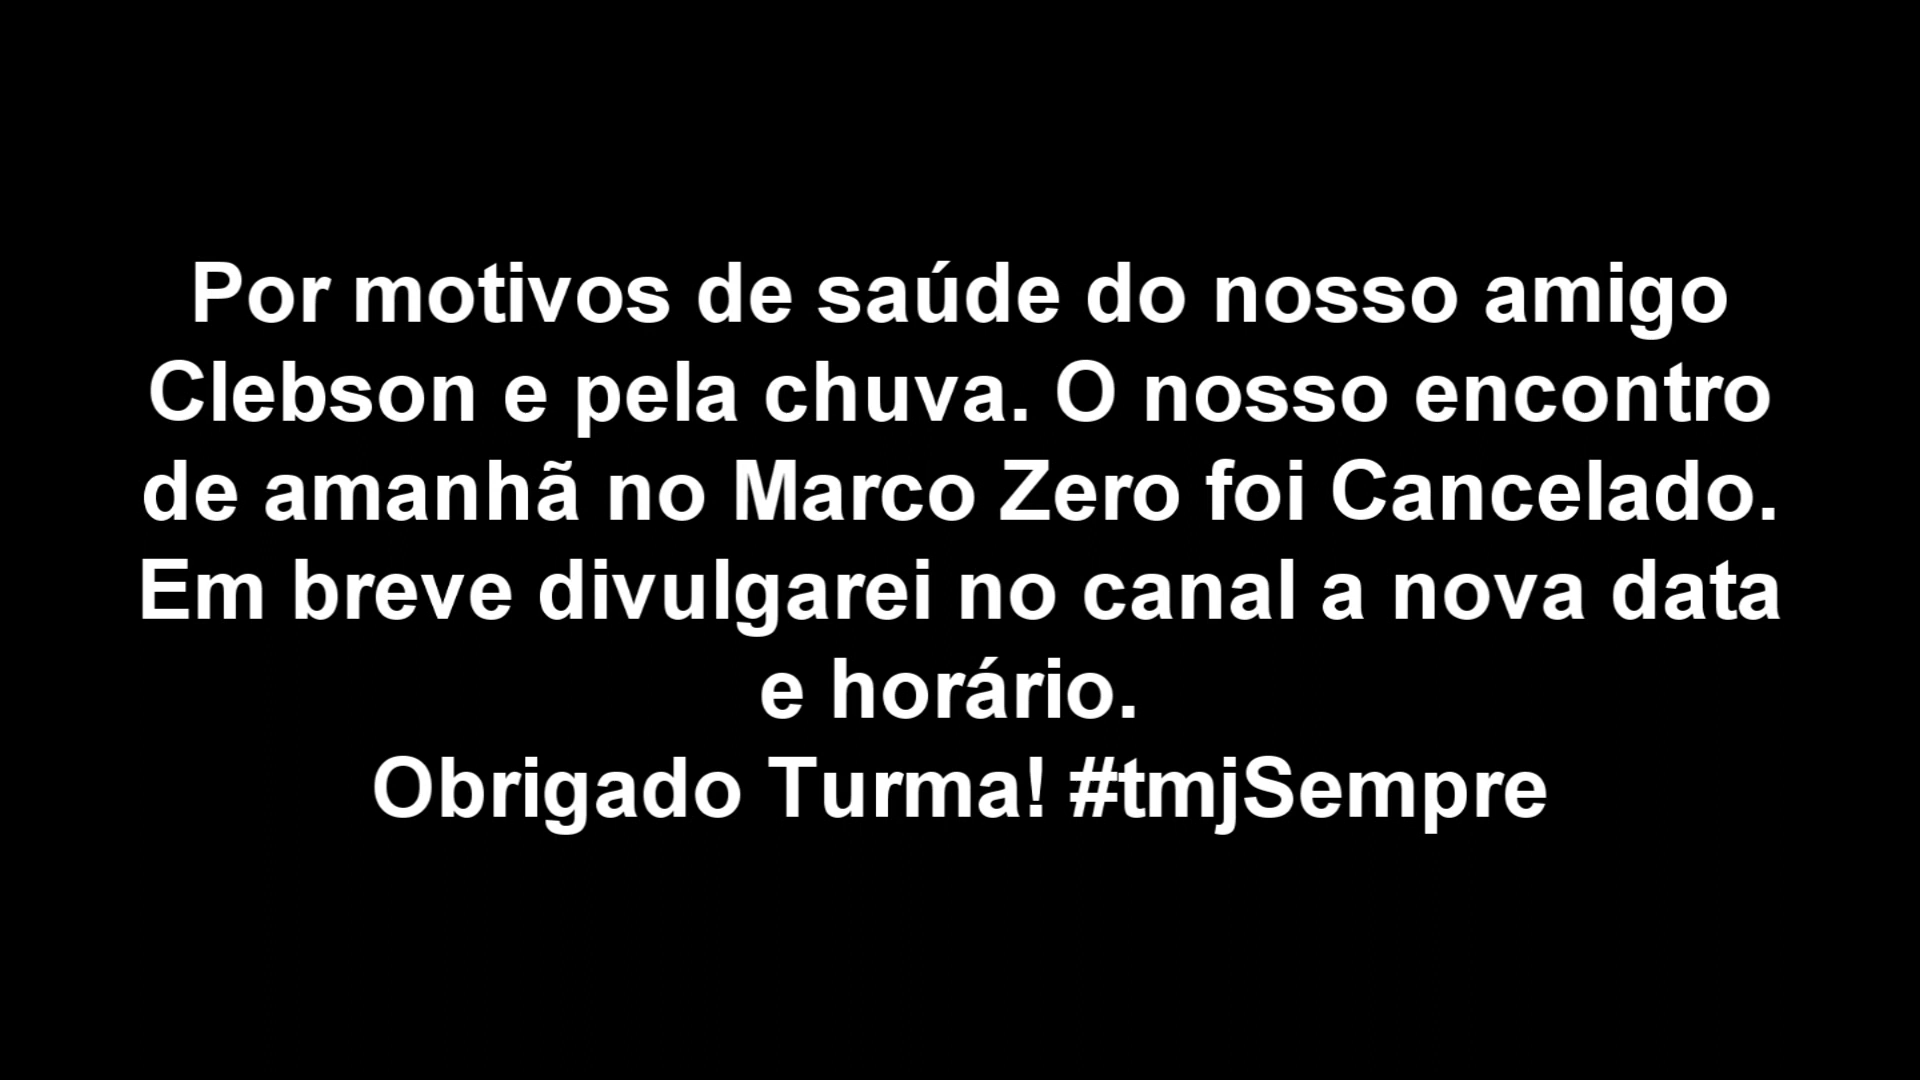 Por motivos de saúde do nosso amigo
Clebson e pela chuva. O nosso encontro
de amanhã no Marco Zero foi Cancelado.
Em breve divulgarei no canal a nova data
e horário.
Obrigado Turma! #tmjSempre